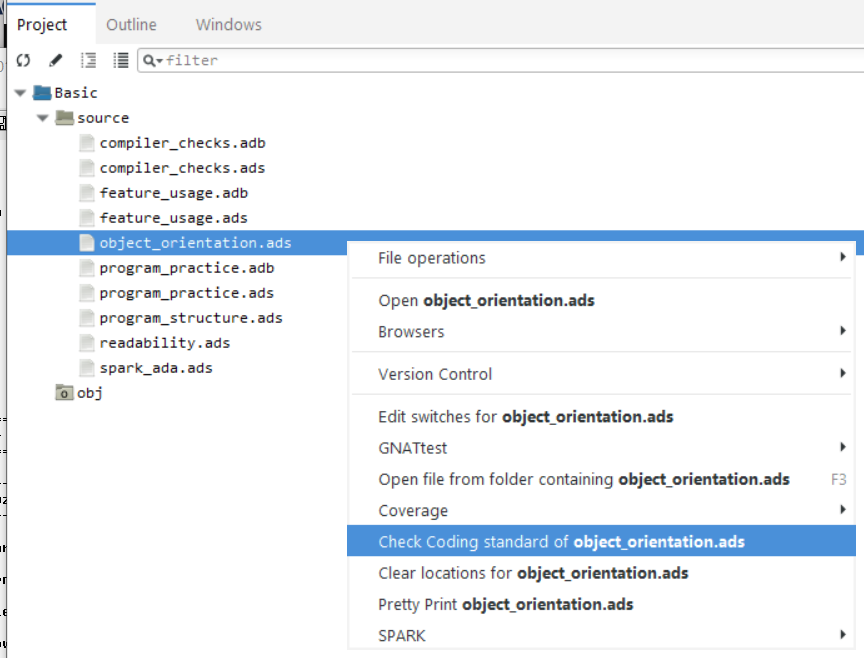 Project Outline Windows
filter
Basic
source
compiler_checks.adb
compiler_checks.ads
feature_usage.adb
feature_usage.ads
object_orientation.ads
program_practice.adb
program_practice.ads
program_structure.ads
readability.ads
spark_ada.ads
obj
File operations
Open object_orientation.ads
Browsers
Version Control
Edit switches for object_orientation.ads
GNATtest
Open file from folder containing object_orientation.ads F3
Coverage
Check Coding standard of object_orientation.ads
Clear locations for object_orientation.ads
Pretty Print object_orientation.ads
SPARK